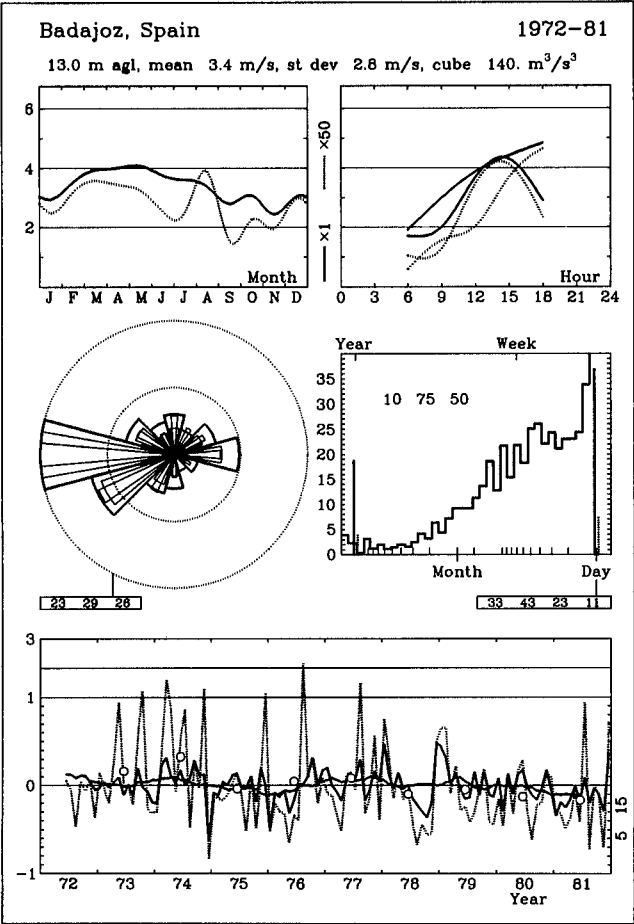 Badajoz, Spain 1972-81
13.0 m agl, mean 3.4 m/s, st dev 2.8 m/s, cube 140. m³/s³
6
4
2
Month
J F M A M J J A S O N D
×1 ×50
Hour
0 3 6 9 12 15 18 21 24
Year Week
10 75 50
35
30
25
20
15
10
5
0
Month Day
23 29 26
33 43 23 11
3
1
0
-1
5 15
72 73 74 75 76 77 78 79 80 81
Year